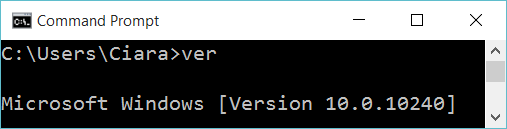 Command Prompt
C:\Users\Ciara>ver
Microsoft Windows [Version 10.0.10240]